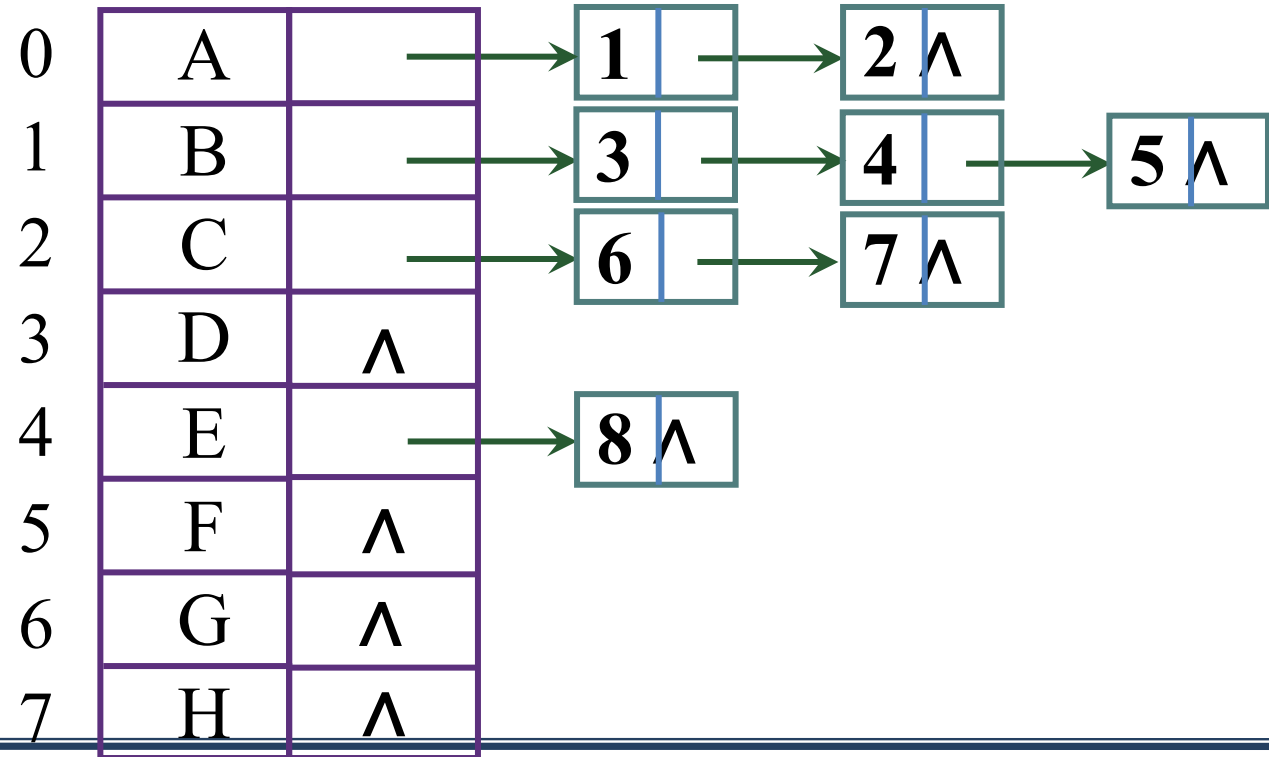 0 A 1 2 ∧
1 B 3 4 5 ∧
2 C 6 7 ∧
3 D ∧
4 E 8 ∧
5 F ∧
6 G ∧
7 H ∧